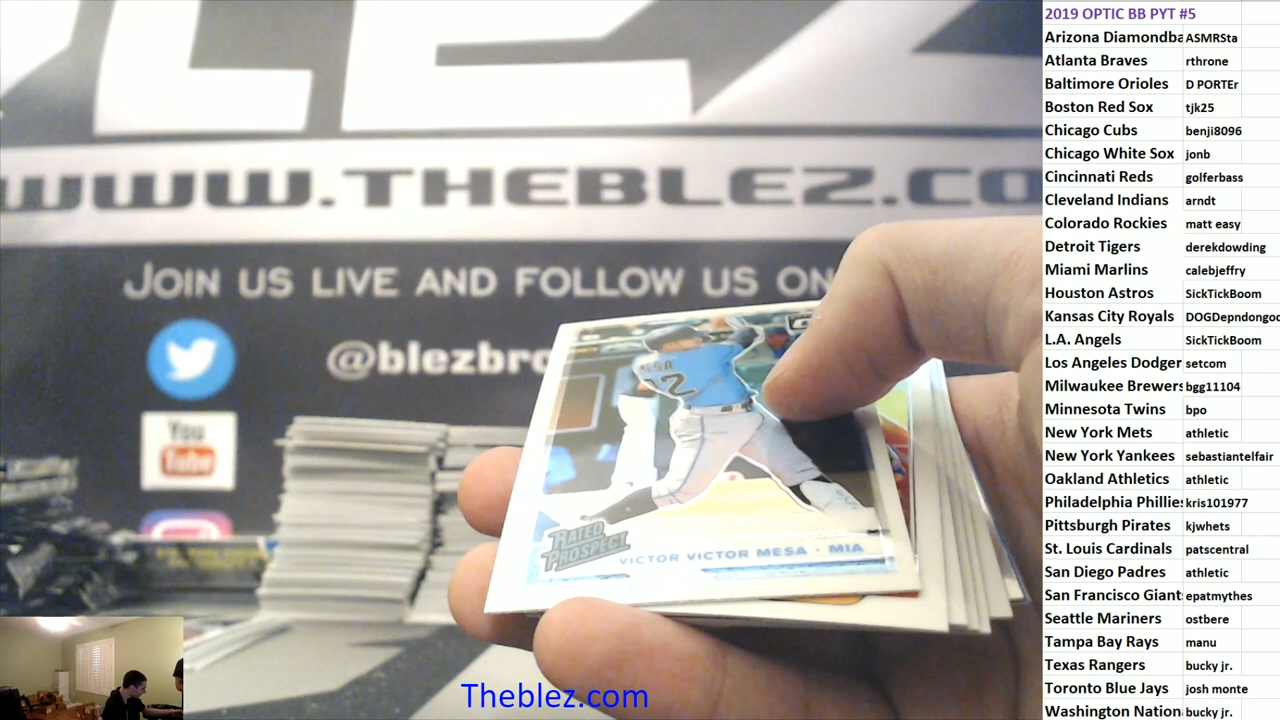 WWW.THEBLEZ.CO
JOIN US LIVE AND FOLLOW US ON
@blezbro
You
Tube
MESA
12
RATED
PROSPECT
VICTOR VICTOR MESA · MIA
Theblez.com
2019 OPTIC BB PYT #5
Arizona Diamondba ASMRSta
Atlanta Braves rthrone
Baltimore Orioles D PORTEr
Boston Red Sox tjk25
Chicago Cubs benji8096
Chicago White Sox jonb
Cincinnati Reds golferbass
Cleveland Indians arndt
Colorado Rockies matt easy
Detroit Tigers derekdowding
Miami Marlins calebjeffry
Houston Astros SickTickBoom
Kansas City Royals DOGDepndongod
L.A. Angels SickTickBoom
Los Angeles Dodger setcom
Milwaukee Brewers bgg11104
Minnesota Twins bpo
New York Mets athletic
New York Yankees sebastiantelfair
Oakland Athletics athletic
Philadelphia Phillies kris101977
Pittsburgh Pirates kjwhets
St. Louis Cardinals patscentral
San Diego Padres athletic
San Francisco Giants epatmythes
Seattle Mariners ostbere
Tampa Bay Rays manu
Texas Rangers bucky jr.
Toronto Blue Jays josh monte
Washington Nation bucky jr.